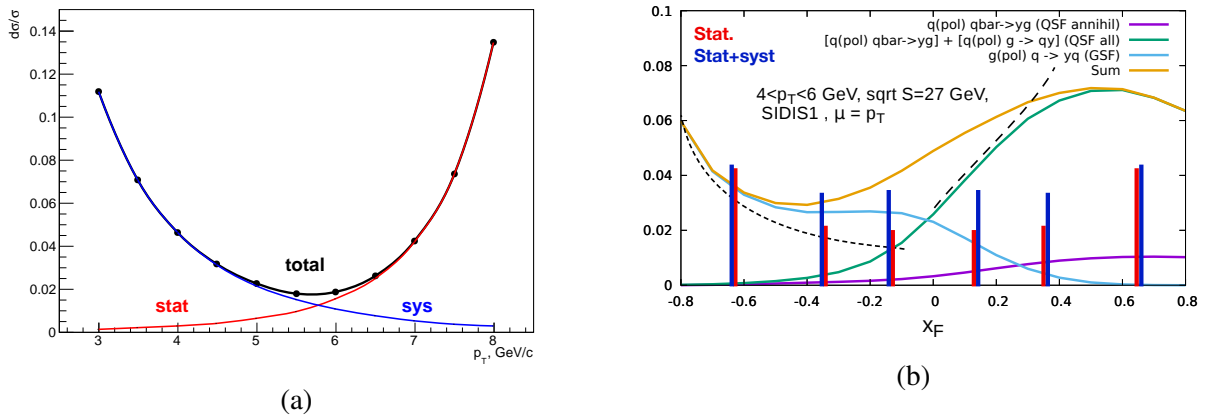 dσ/σ
0.14
0.12
0.10
0.08
0.06
0.04
0.02
0
total
stat
sys
3 4 5 6 7 8
p_T, GeV/c
(a)
0.1
0.08
0.06
0.04
0.02
0
q(pol) qbar->yg (QSF annihil)
[q(pol) qbar->yg] + [q(pol) g -> qy] (QSF all)
g(pol) q -> yq (GSF)
Sum
Stat.
Stat+syst
4<p_T<6 GeV, sqrt S=27 GeV,
SIDIS1 , μ = p_T
-0.8 -0.6 -0.4 -0.2 0 0.2 0.4 0.6 0.8
x_F
(b)